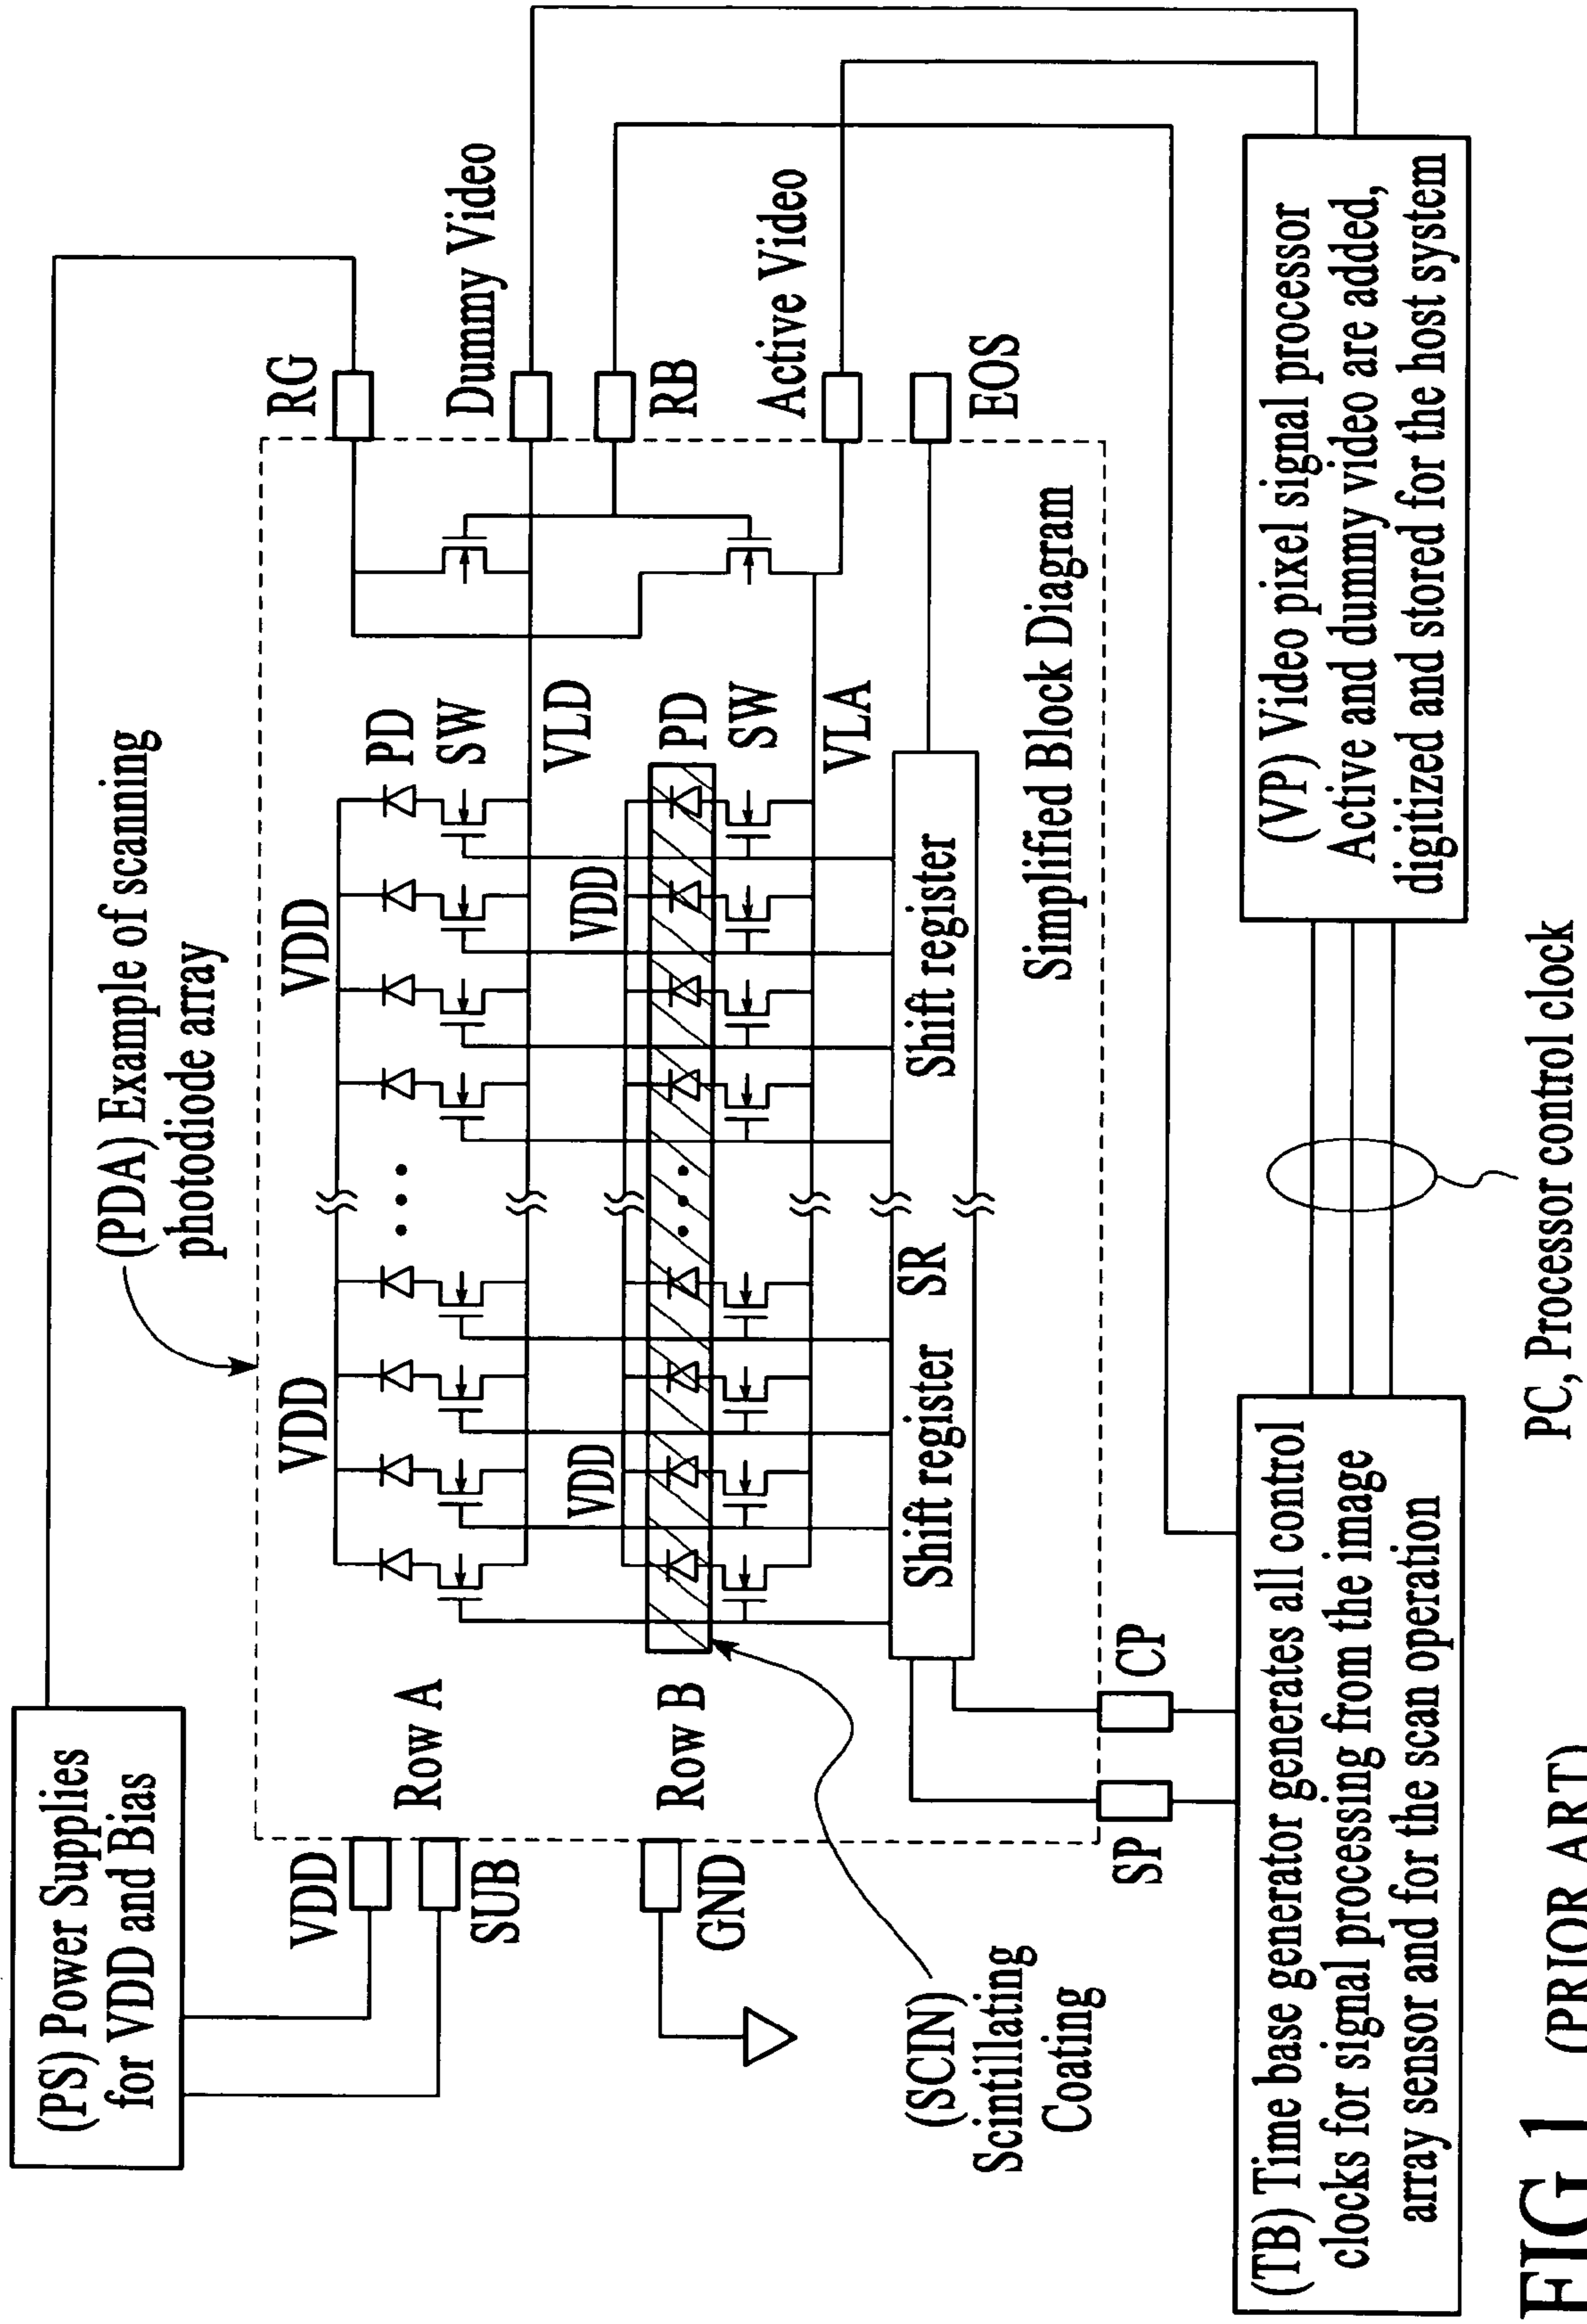 (PS) Power Supplies
for VDD and Bias
(PDA) Example of scanning
photodiode array
VDD
SUB
GND
Row A
Row B
VDD
VDD
PD
SW
VLD
VDD
VDD
PD
SW
VLA
RG
Dummy Video
RB
Active Video
EOS
Shift register
SR
Shift register
Simplified Block Diagram
(SCIN)
Scintillating
Coating
SP
CP
(TB) Time base generator generates all control
clocks for signal processing from the image
array sensor and for the scan operation
PC, Processor control clock
(VP) Video pixel signal processor
Active and dummy video are added,
digitized and stored for the host system
FIG 1 (PRIOR ART)